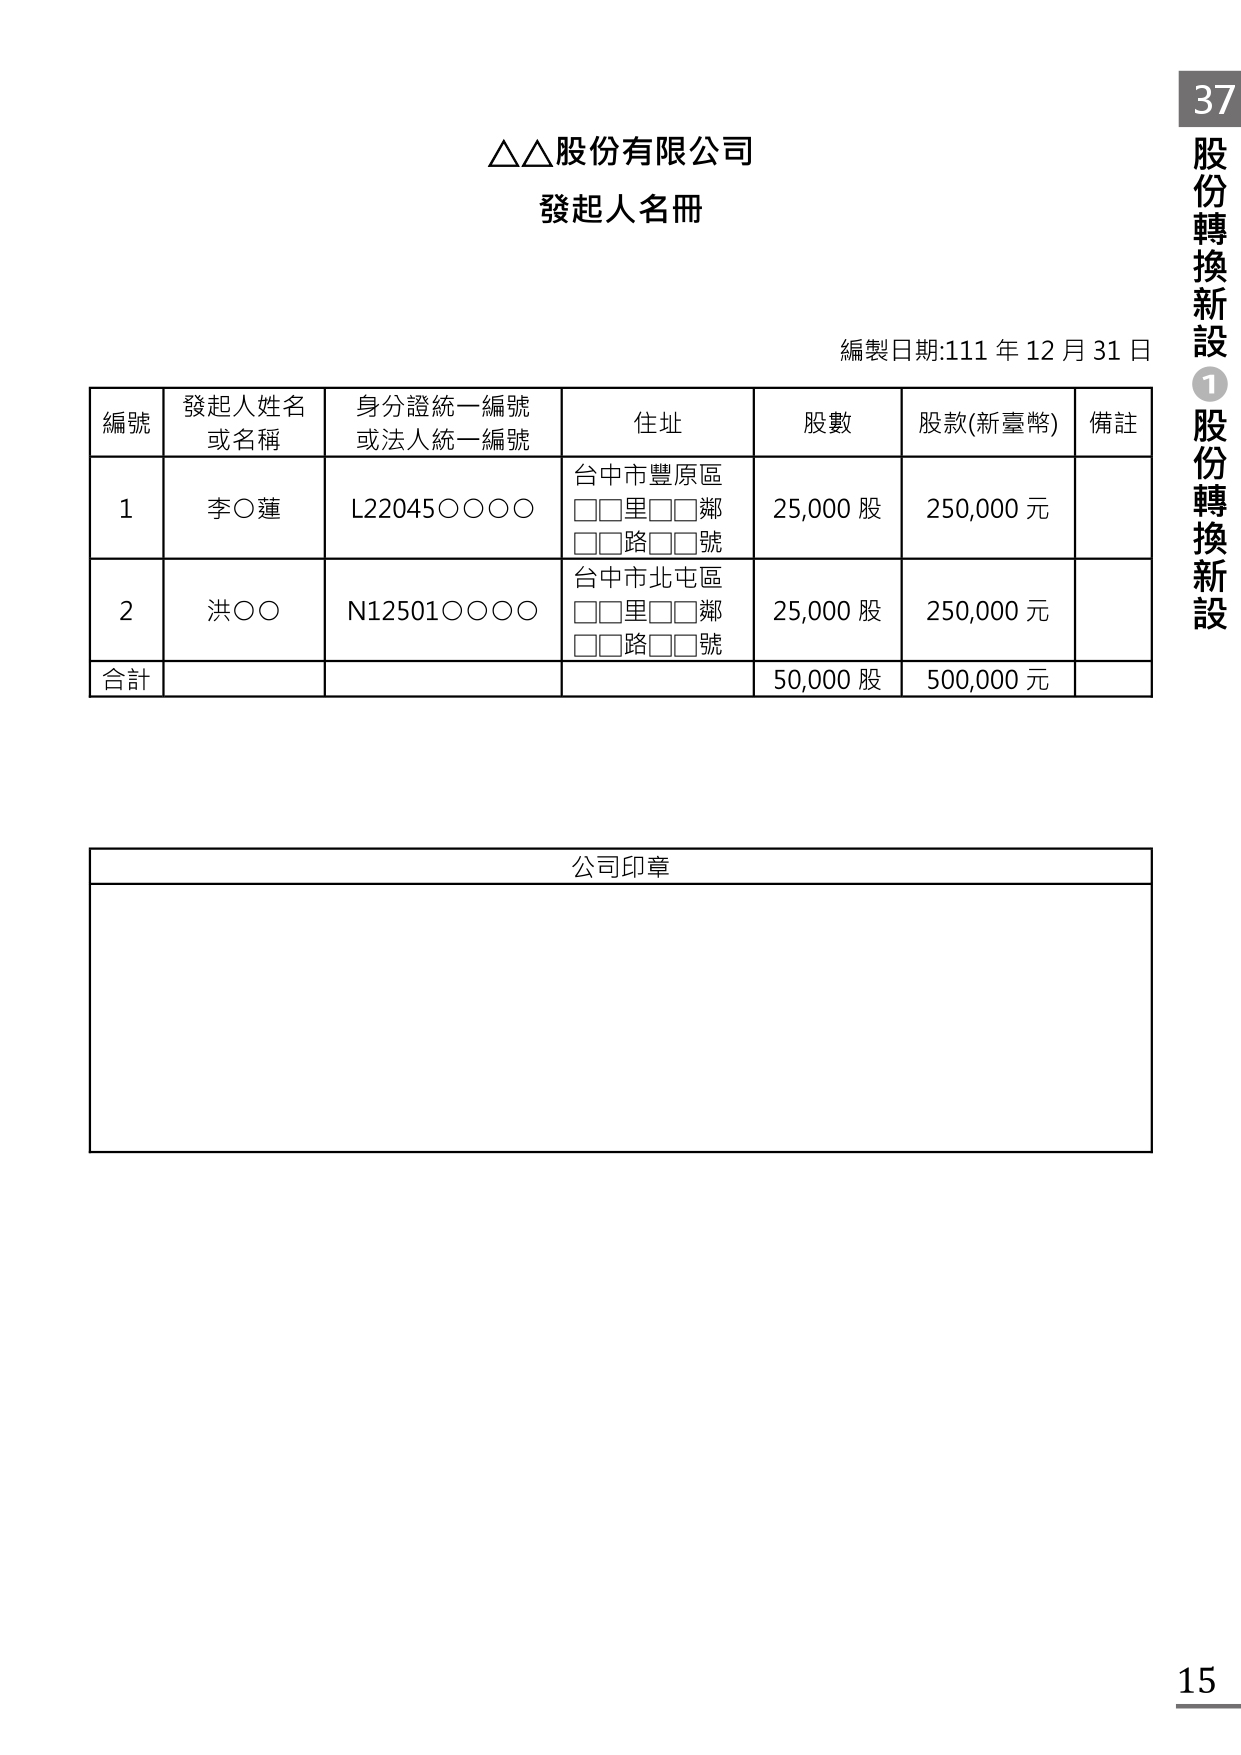 37
股份轉換新設
1
股份轉換新設
△△股份有限公司
發起人名冊
編製日期:111 年 12 月 31 日
編號
發起人姓名
或名稱
身分證統一編號
或法人統一編號
住址
股數
股款(新臺幣)
備註
1
李○蓮
L22045○○○○
台中市豐原區
□□里□□鄰
□□路□□號
25,000 股
250,000 元
2
洪○○
N12501○○○○
台中市北屯區
□□里□□鄰
□□路□□號
25,000 股
250,000 元
合計
50,000 股
500,000 元
公司印章
15